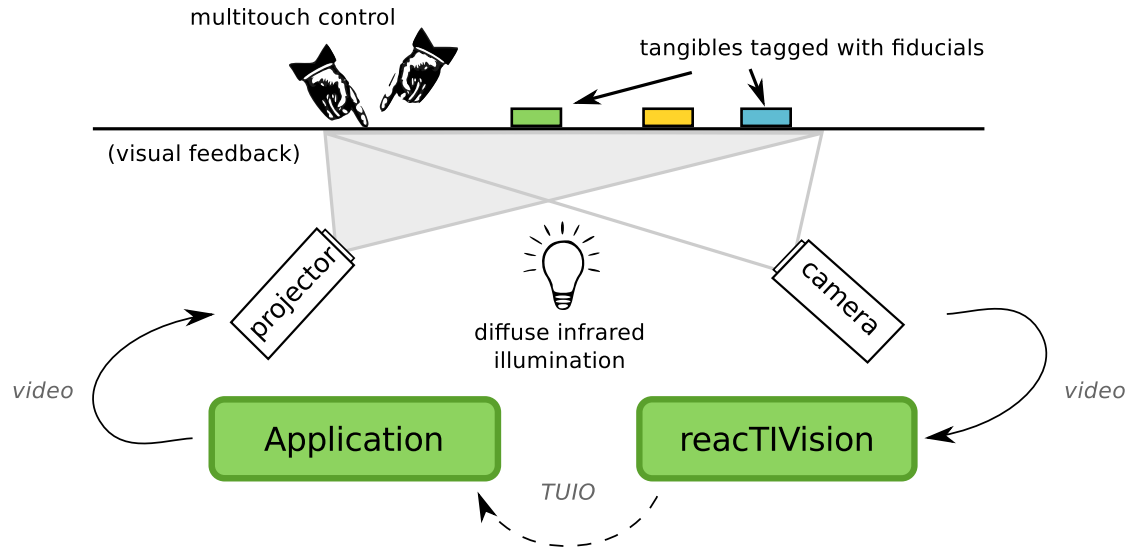 multitouch control
tangibles tagged with fiducials
(visual feedback)
projector
camera
diffuse infrared
illumination
video
video
Application
reacTIVision
TUIO